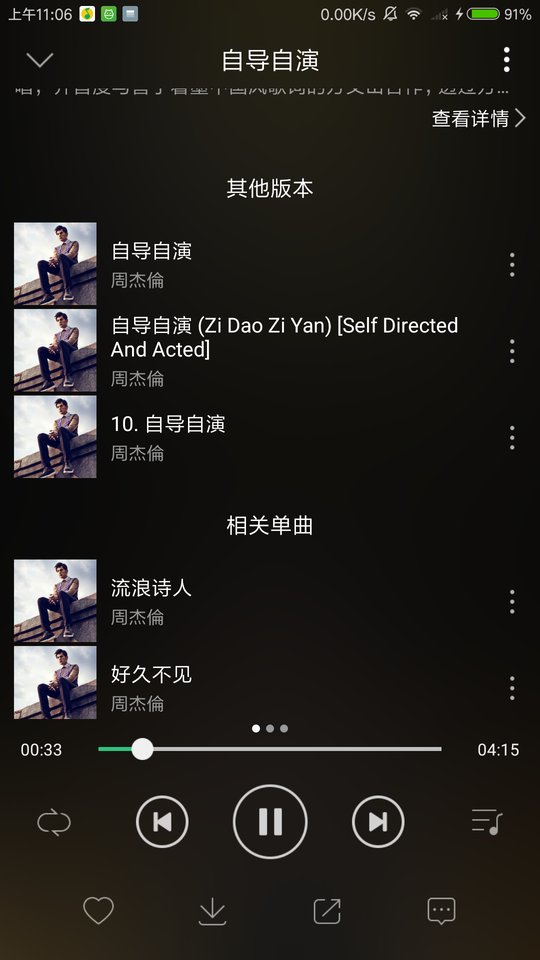 上午11:06
0.00K/s
91%
自导自演
查看详情
其他版本
自导自演
周杰倫
自导自演 (Zi Dao Zi Yan) [Self Directed
And Acted]
周杰倫
10. 自导自演
周杰倫
相关单曲
流浪诗人
周杰倫
好久不见
周杰倫
00:33
04:15